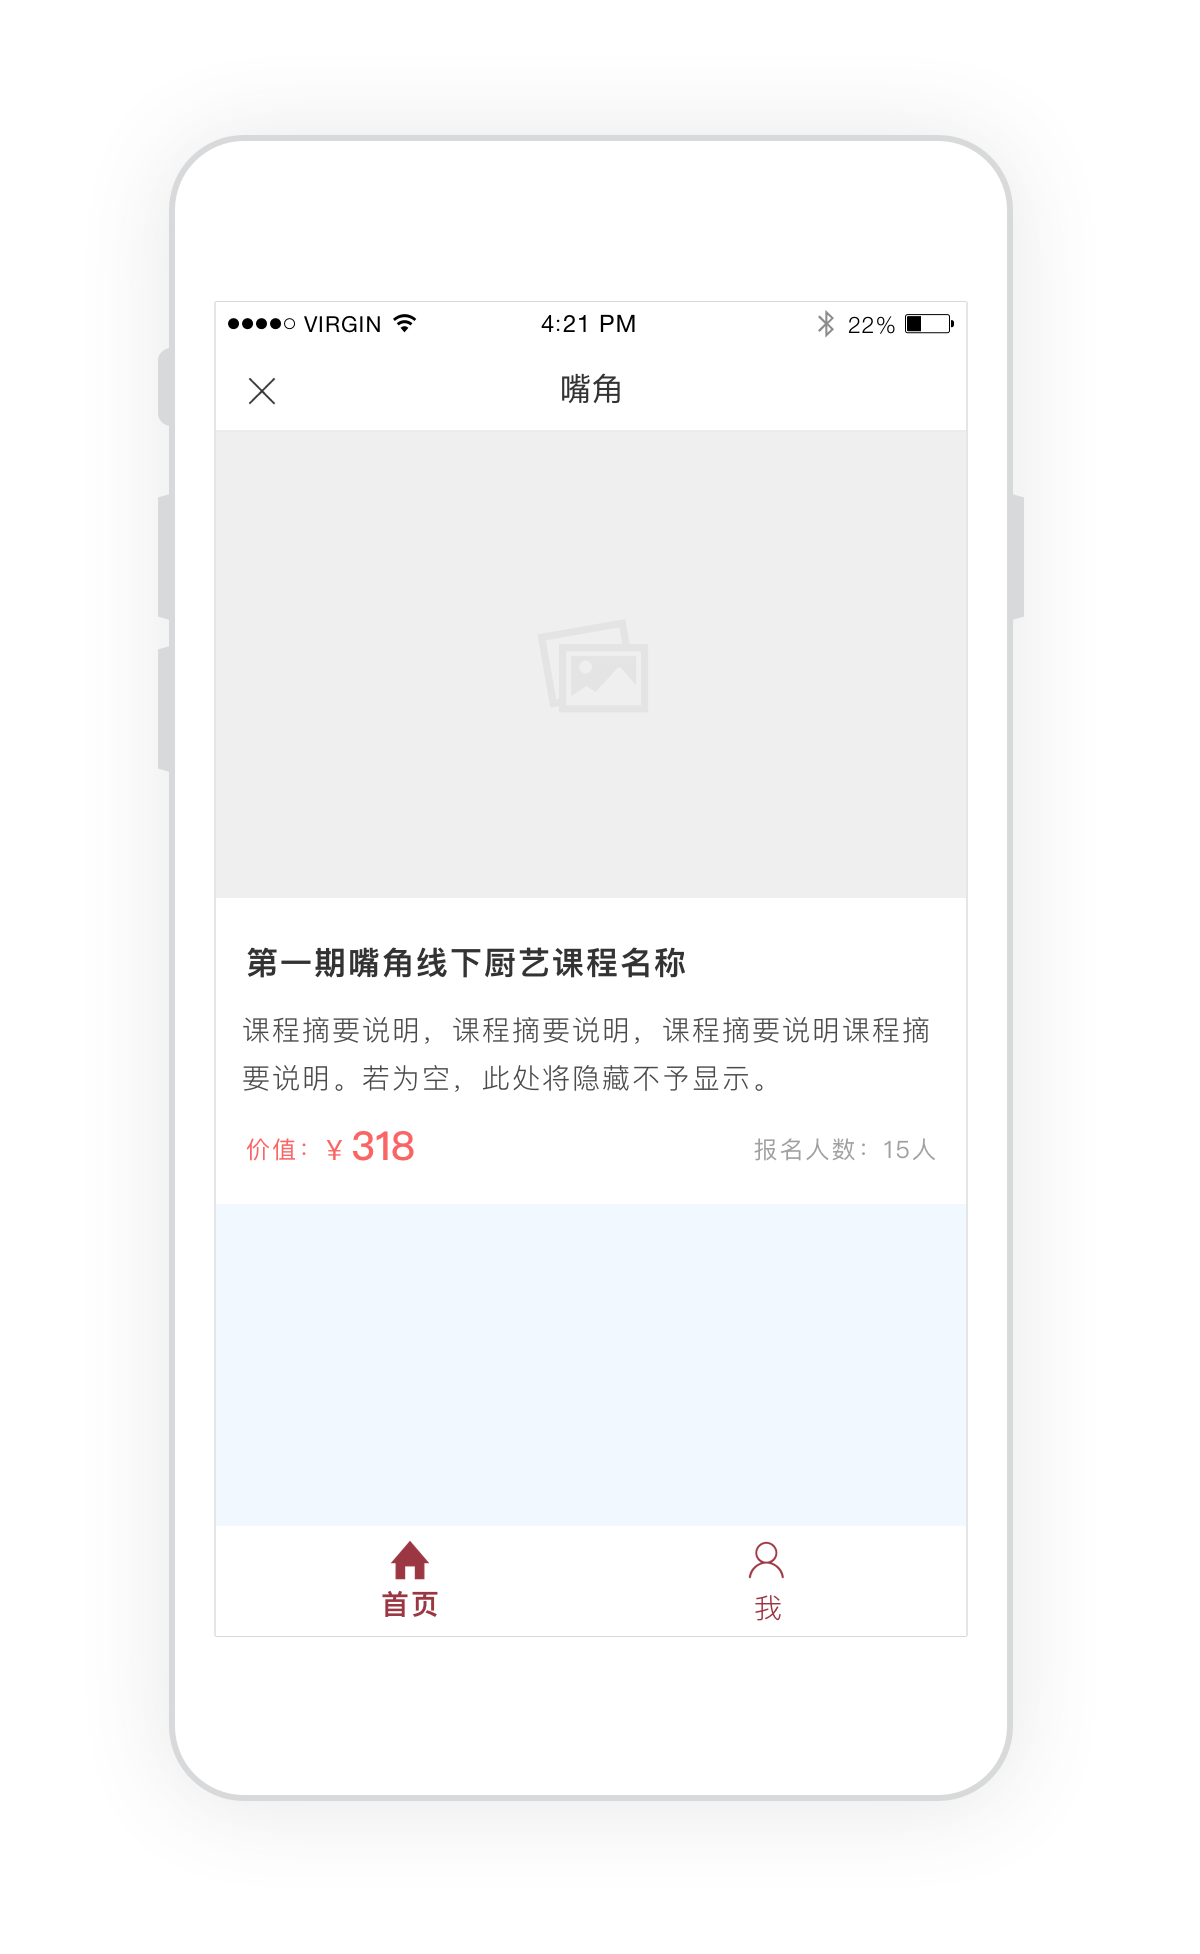 VIRGIN 4:21 PM 22%
嘴角
第一期嘴角线下厨艺课程名称
课程摘要说明，课程摘要说明，课程摘要说明课程摘
要说明。若为空，此处将隐藏不予显示。
价值：¥ 318 报名人数：15人
首页 我